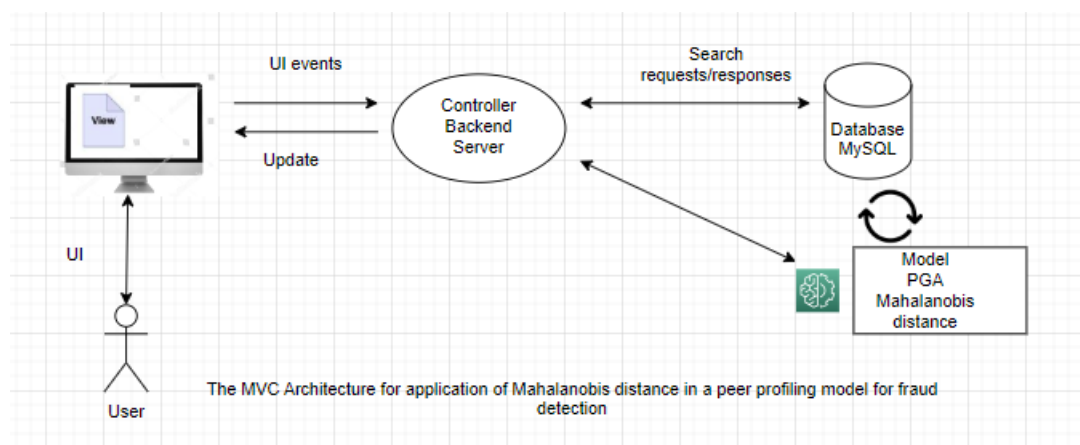 UI events
Search
requests/responses
View
Controller
Backend
Server
Database
MySQL
Update
UI
Model
PGA
Mahalanobis
distance
User
The MVC Architecture for application of Mahalanobis distance in a peer profiling model for fraud
detection